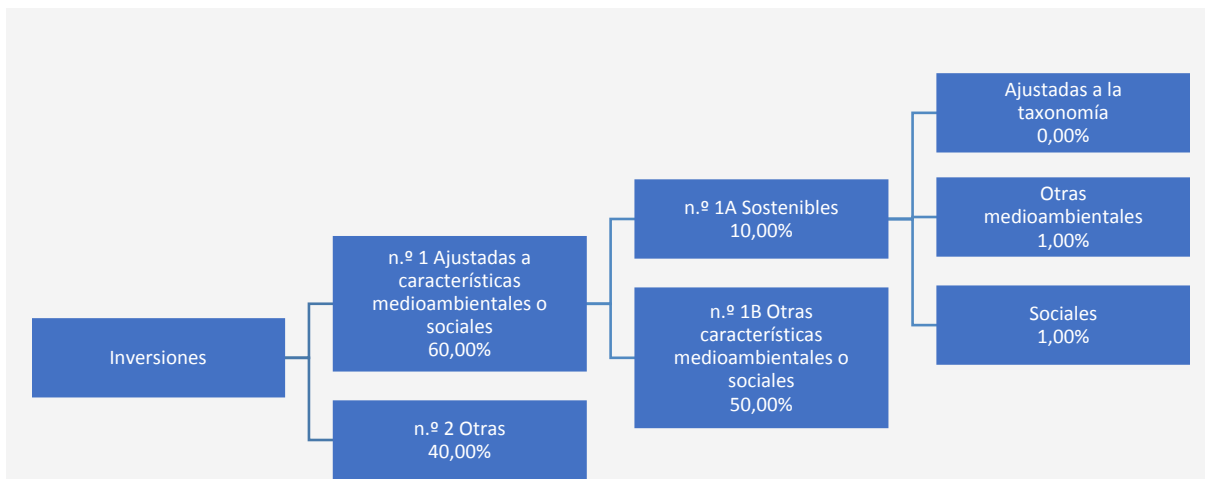 Inversiones
n.º 1 Ajustadas a
características
medioambientales o
sociales
60,00%
n.º 2 Otras
40,00%
n.º 1A Sostenibles
10,00%
n.º 1B Otras
características
medioambientales o
sociales
50,00%
Ajustadas a la
taxonomía
0,00%
Otras
medioambientales
1,00%
Sociales
1,00%